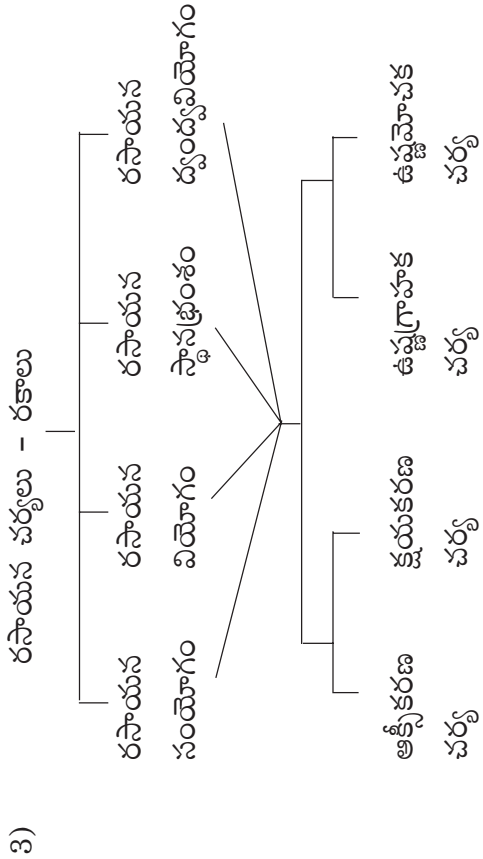 3)
రసాయన చర్యలు – రకాలు
రసాయన
సంయోగం
రసాయన
వియోగం
రసాయన
స్థానభ్రంశం
రసాయన
ద్వంద్వవియోగం
ఆక్సీకరణ
చర్య
క్షయకరణ
చర్య
ఉష్ణగ్రాహక
చర్య
ఉష్ణమోచక
చర్య